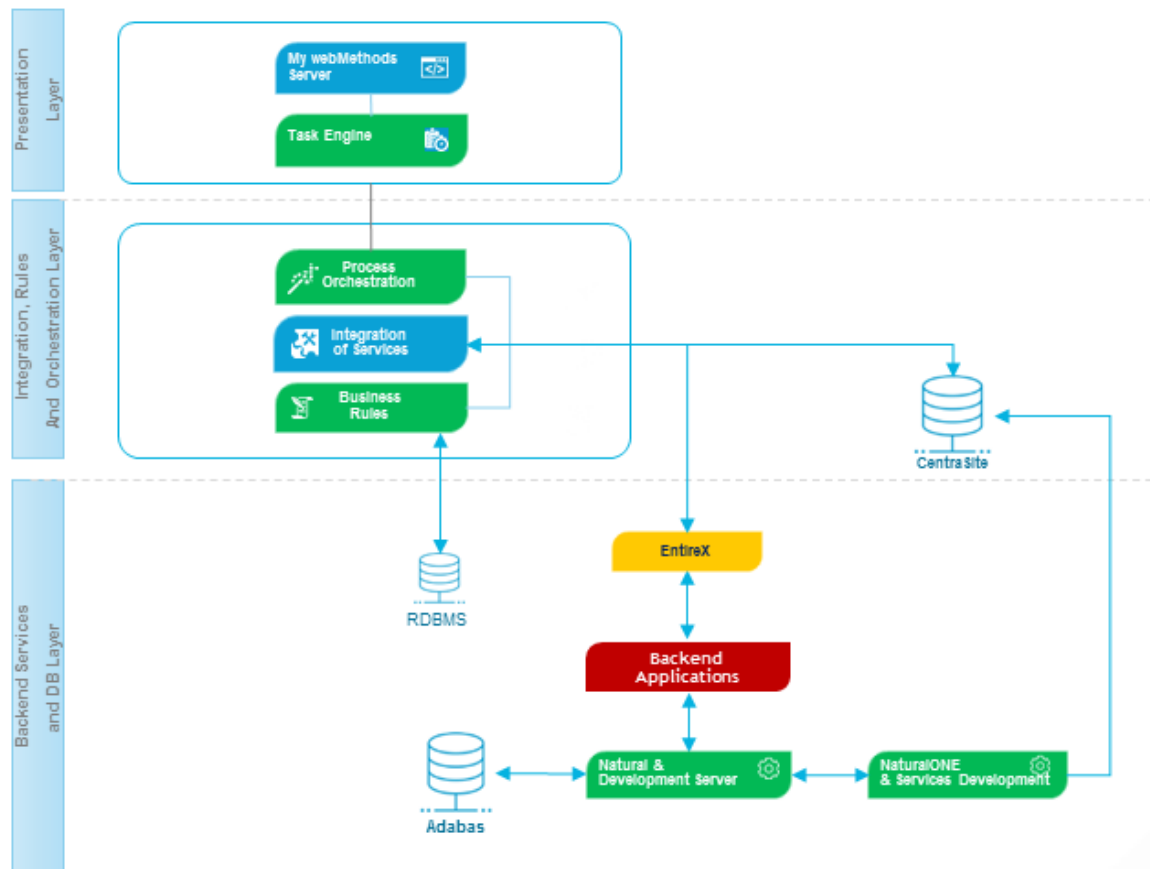 Presentation
Layer
My webMethods
Server
Task Engine
Integration, Rules
And Orchestration Layer
Process
Orchestration
Integration
of Services
Business
Rules
CentraSite
Backend Services
and DB Layer
EntireX
RDBMS
Backend
Applications
Adabas
Natural &
Development Server
NaturalONE
& Services Development